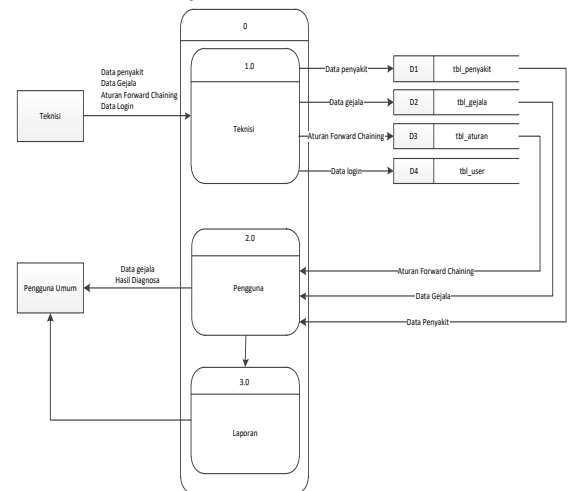 0
1.0
Teknisi
Data penyakit
Data Gejala
Aturan Forward Chaining
Data Login
Teknisi
Data penyakit
D1
tbl_penyakit
Data gejala
D2
tbl_gejala
Aturan Forward Chaining
D3
tbl_aturan
Data login
D4
tbl_user
2.0
Pengguna
Aturan Forward Chaining
Data Gejala
Data Penyakit
Data gejala
Hasil Diagnosa
Pengguna Umum
3.0
Laporan